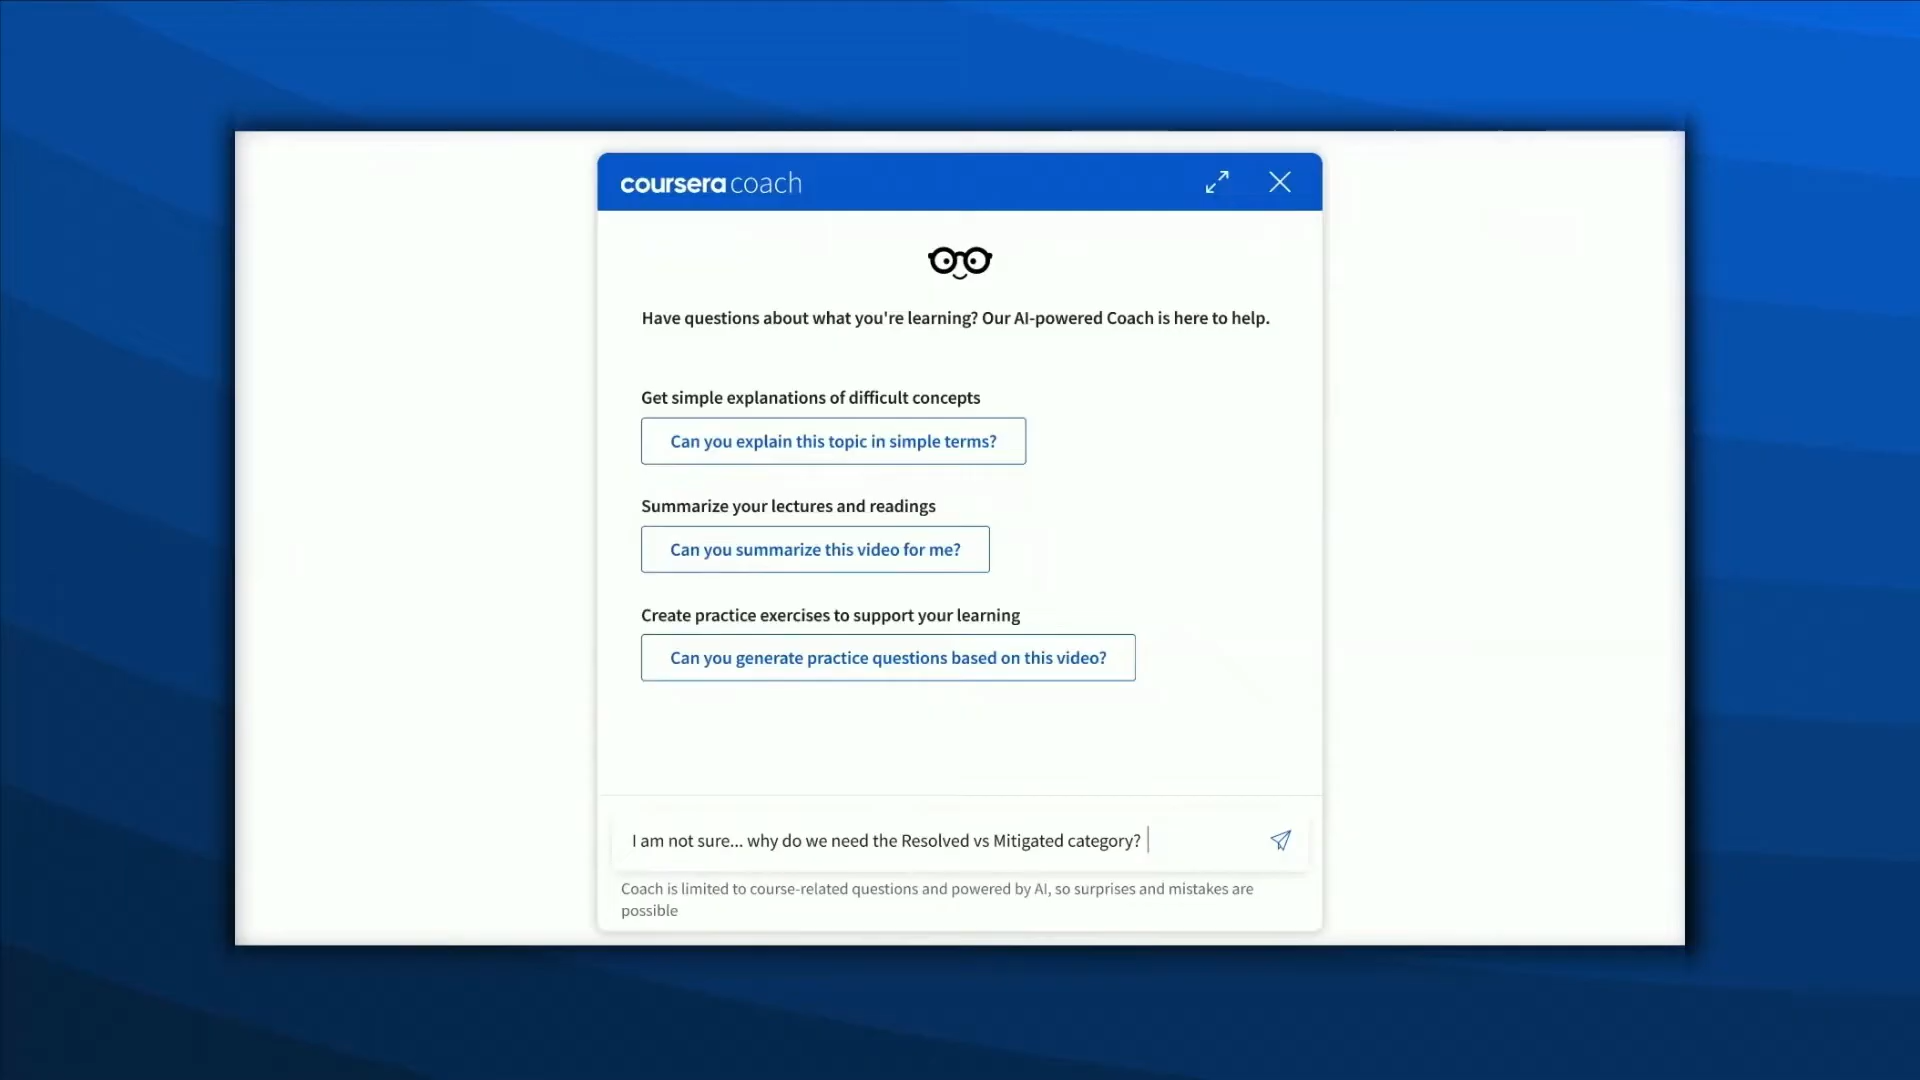 coursera coach
Have questions about what you're learning? Our AI-powered Coach is here to help.
Get simple explanations of difficult concepts
Can you explain this topic in simple terms?
Summarize your lectures and readings
Can you summarize this video for me?
Create practice exercises to support your learning
Can you generate practice questions based on this video?
I am not sure... why do we need the Resolved vs Mitigated category?
Coach is limited to course-related questions and powered by AI, so surprises and mistakes are
possible